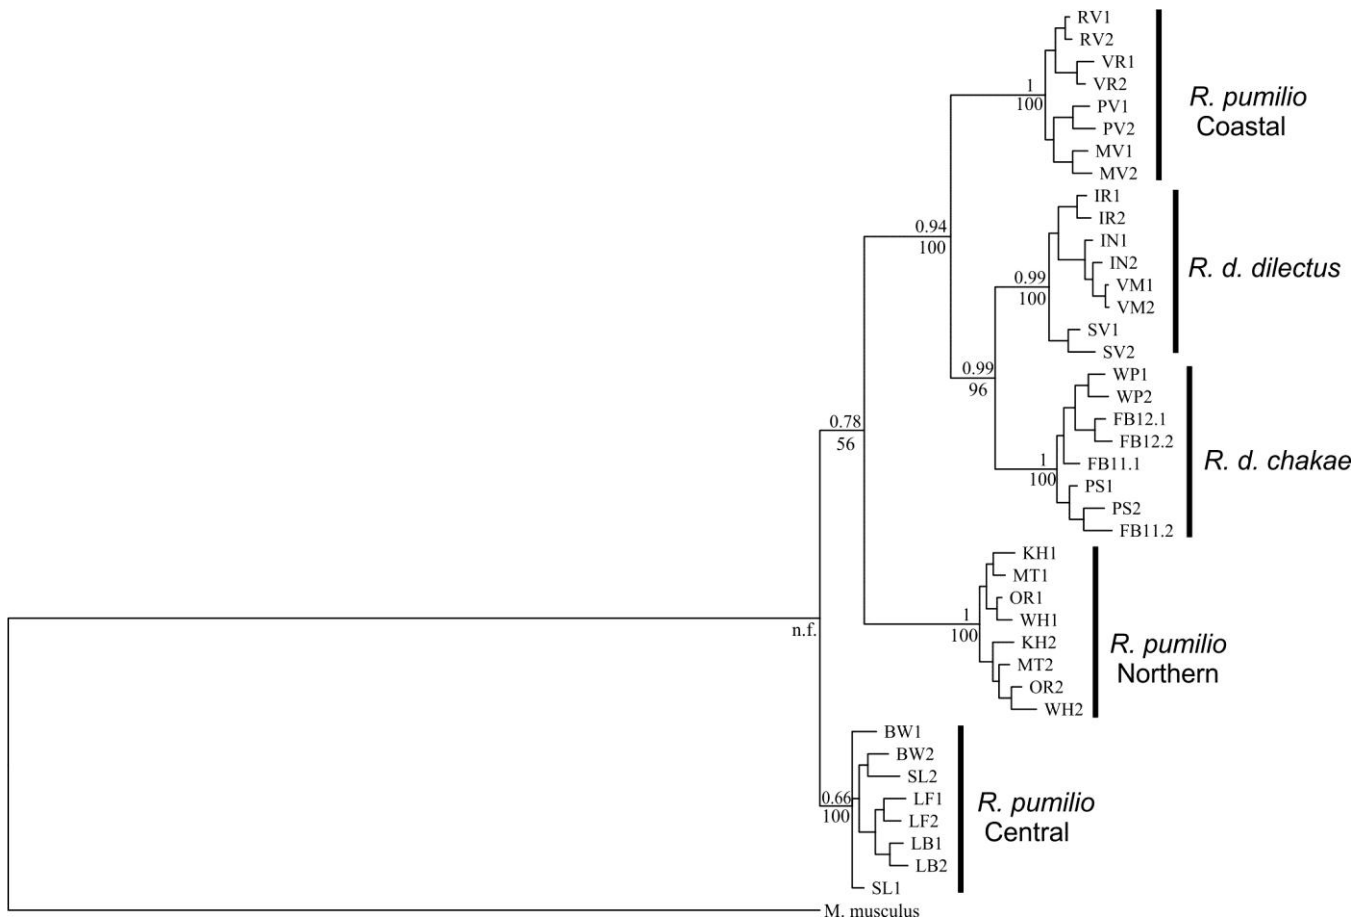 RV1
RV2
VR1
VR2
PV1
PV2
MV1
MV2
1
100
R. pumilio
Coastal
IR1
IR2
IN1
IN2
VM1
VM2
SV1
SV2
0.94
100
0.99
100
R. d. dilectus
0.99
96
WP1
WP2
FB12.1
FB12.2
FB11.1
PS1
PS2
FB11.2
1
100
R. d. chakae
0.78
56
KH1
MT1
OR1
WH1
KH2
MT2
OR2
WH2
1
100
R. pumilio
Northern
n.f.
BW1
BW2
SL2
LF1
LF2
LB1
LB2
SL1
0.66
100
R. pumilio
Central
M. musculus